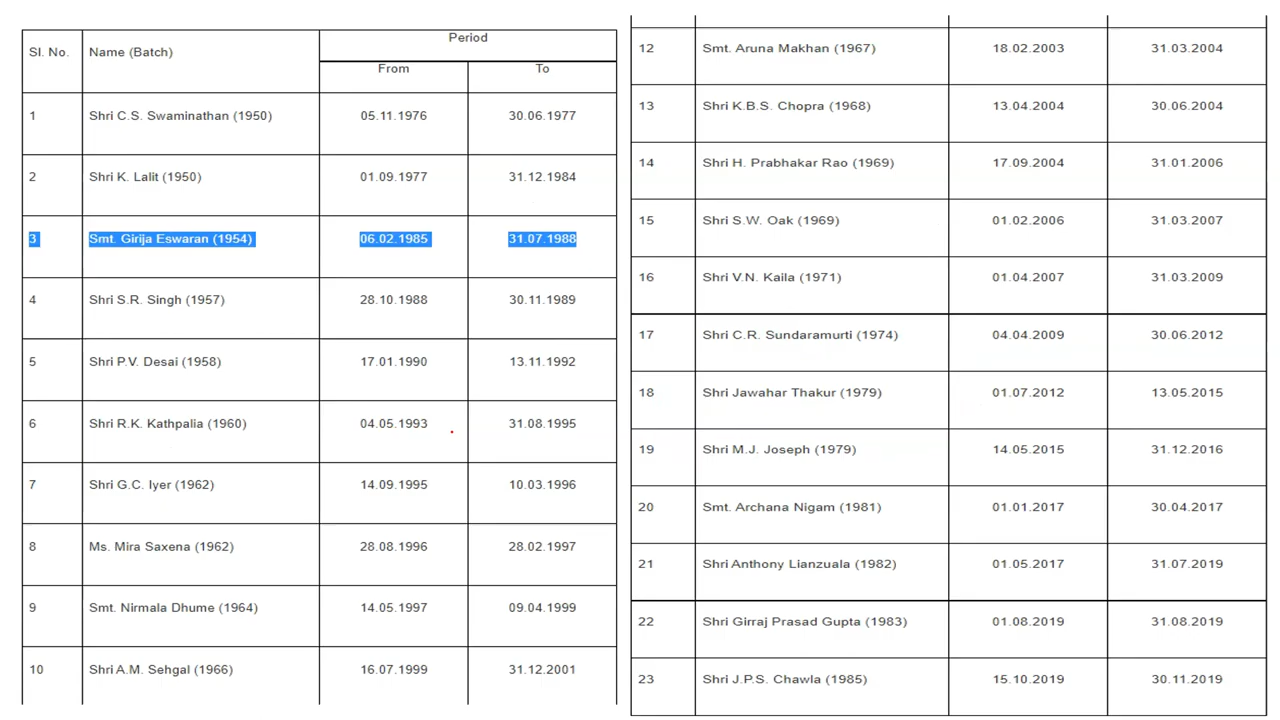 Sl. No. Name (Batch) Period
From To
1 Shri C.S. Swaminathan (1950) 05.11.1976 30.06.1977
2 Shri K. Lalit (1950) 01.09.1977 31.12.1984
3 Smt. Girija Eswaran (1954) 06.02.1985 31.07.1988
4 Shri S.R. Singh (1957) 28.10.1988 30.11.1989
5 Shri P.V. Desai (1958) 17.01.1990 13.11.1992
6 Shri R.K. Kathpalia (1960) 04.05.1993 31.08.1995
7 Shri G.C. Iyer (1962) 14.09.1995 10.03.1996
8 Ms. Mira Saxena (1962) 28.08.1996 28.02.1997
9 Smt. Nirmala Dhume (1964) 14.05.1997 09.04.1999
10 Shri A.M. Sehgal (1966) 16.07.1999 31.12.2001
12 Smt. Aruna Makhan (1967) 18.02.2003 31.03.2004
13 Shri K.B.S. Chopra (1968) 13.04.2004 30.06.2004
14 Shri H. Prabhakar Rao (1969) 17.09.2004 31.01.2006
15 Shri S.W. Oak (1969) 01.02.2006 31.03.2007
16 Shri V.N. Kaila (1971) 01.04.2007 31.03.2009
17 Shri C.R. Sundaramurti (1974) 04.04.2009 30.06.2012
18 Shri Jawahar Thakur (1979) 01.07.2012 13.05.2015
19 Shri M.J. Joseph (1979) 14.05.2015 31.12.2016
20 Smt. Archana Nigam (1981) 01.01.2017 30.04.2017
21 Shri Anthony Lianzuala (1982) 01.05.2017 31.07.2019
22 Shri Girraj Prasad Gupta (1983) 01.08.2019 31.08.2019
23 Shri J.P.S. Chawla (1985) 15.10.2019 30.11.2019